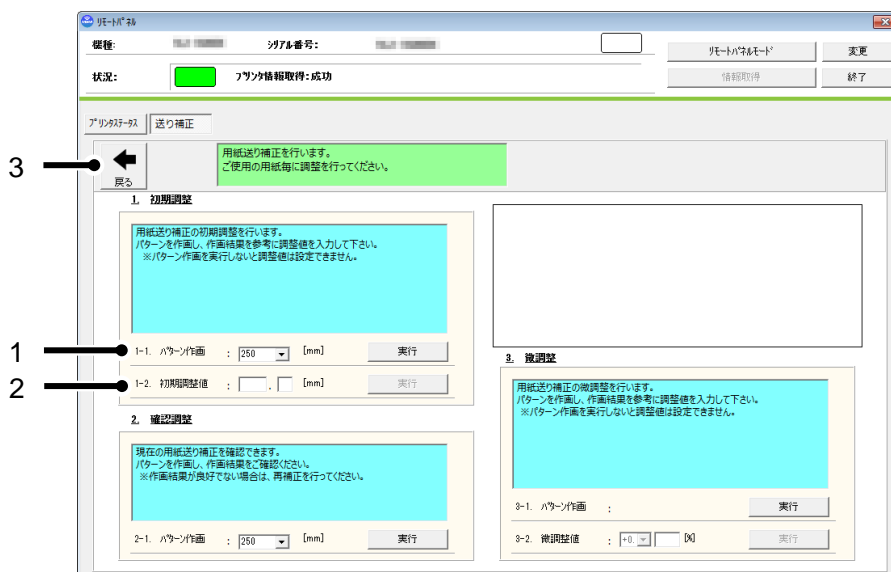 リモートパネル
機種:
シリアル番号:
リモートパネルモード
変更
状況:
プリンタ情報取得:成功
情報取得
終了
プリンタステータス
送り補正
3
戻る
用紙送り補正を行います。
ご使用の用紙毎に調整を行ってください。
1. 初期調整
用紙送り補正の初期調整を行います。
パターンを作画し、作画結果を参考に調整値を入力して下さい。
※パターン作画を実行しないと調整値は設定できません。
1
1-1. パターン作画 : 250 [mm] 実行
2
1-2. 初期調整値 : . [mm] 実行
2. 確認調整
現在の用紙送り補正を確認できます。
パターンを作画し、作画結果をご確認ください。
※作画結果が良好でない場合は、再補正を行ってください。
2-1. パターン作画 : 250 [mm] 実行
3. 微調整
用紙送り補正の微調整を行います。
パターンを作画し、作画結果を参考に調整値を入力して下さい。
※パターン作画を実行しないと調整値は設定できません。
3-1. パターン作画 : 実行
3-2. 微調整値 : +0. [%] 実行